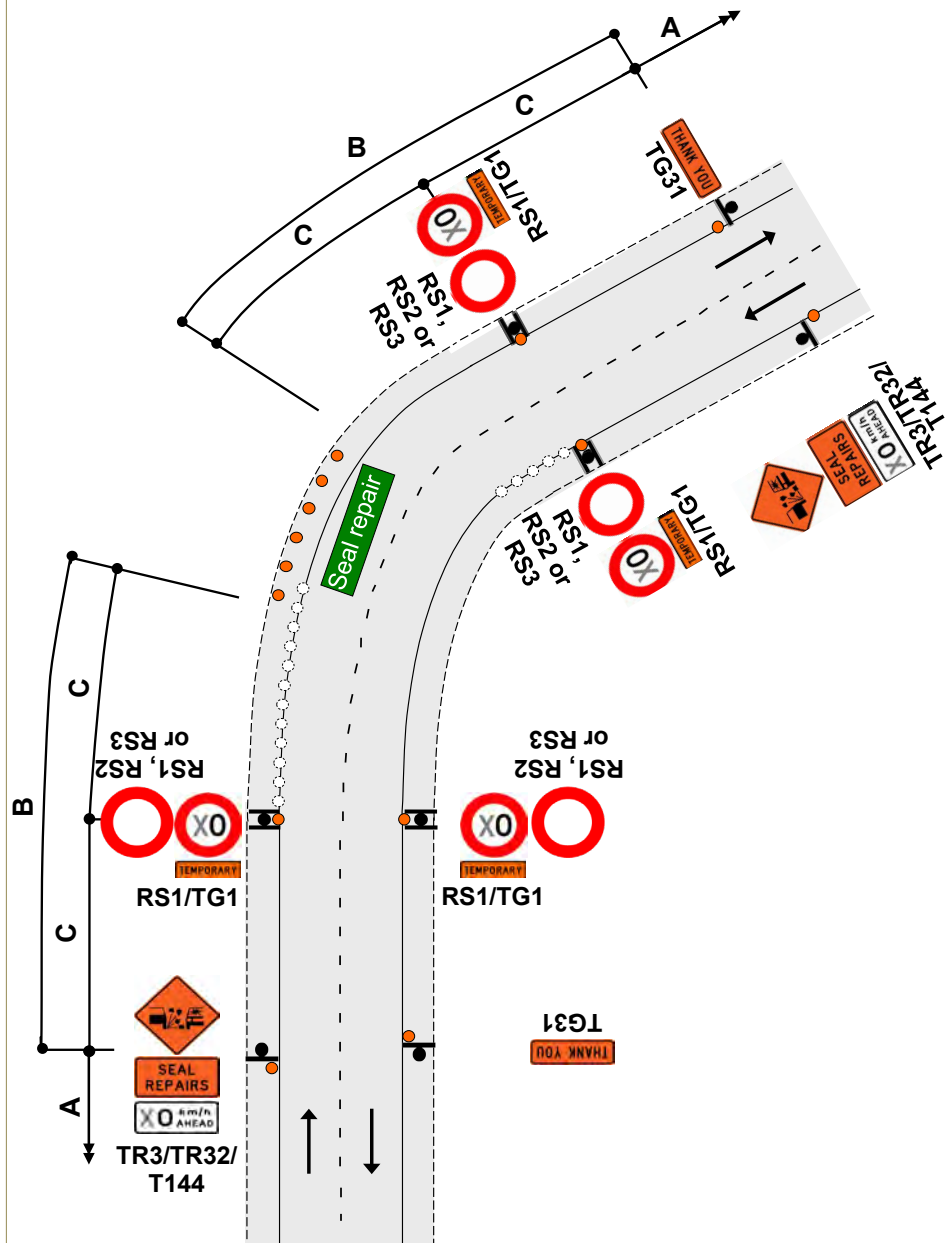 A
C
B
THANK YOU
TG31
TEMPORARY
RS1/TG1
X0
C
RS1,
RS2 or
RS3
TR3/TR32/
T144
X0 km/h
AHEAD
SEAL
REPAIRS
Seal repair
RS1,
RS2 or
RS3
X0
TEMPORARY
RS1/TG1
C
B
RS1, RS2
or RS3
X0
TEMPORARY
RS1/TG1
RS1, RS2
or RS3
X0
TEMPORARY
RS1/TG1
C
A
SEAL
REPAIRS
X0 km/h
AHEAD
TR3/TR32/
T144
TG31
THANK YOU